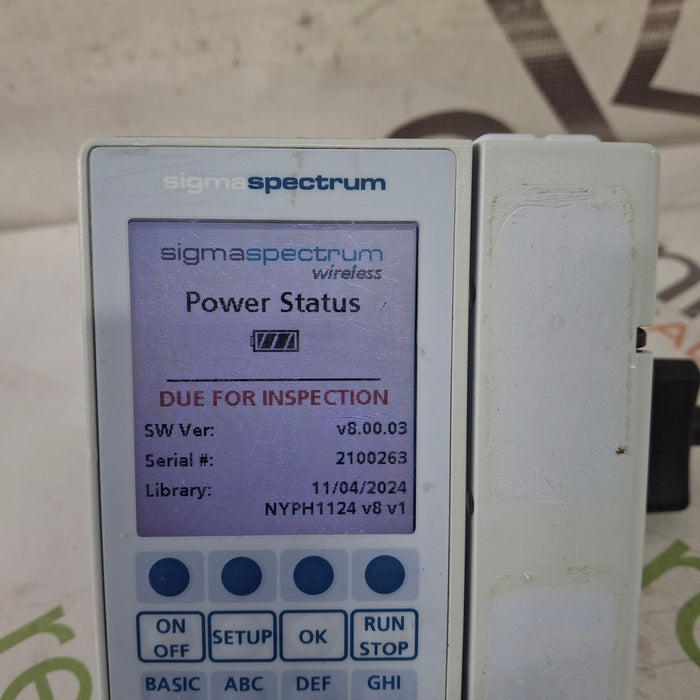 sigmaspectrum
sigmaspectrum
wireless
Power Status
DUE FOR INSPECTION
SW Ver: v8.00.03
Serial #: 2100263
Library: 11/04/2024
NYPH1124 v8 v1
ON OFF
SETUP
OK
RUN STOP
BASIC ABC DEF GHI
re